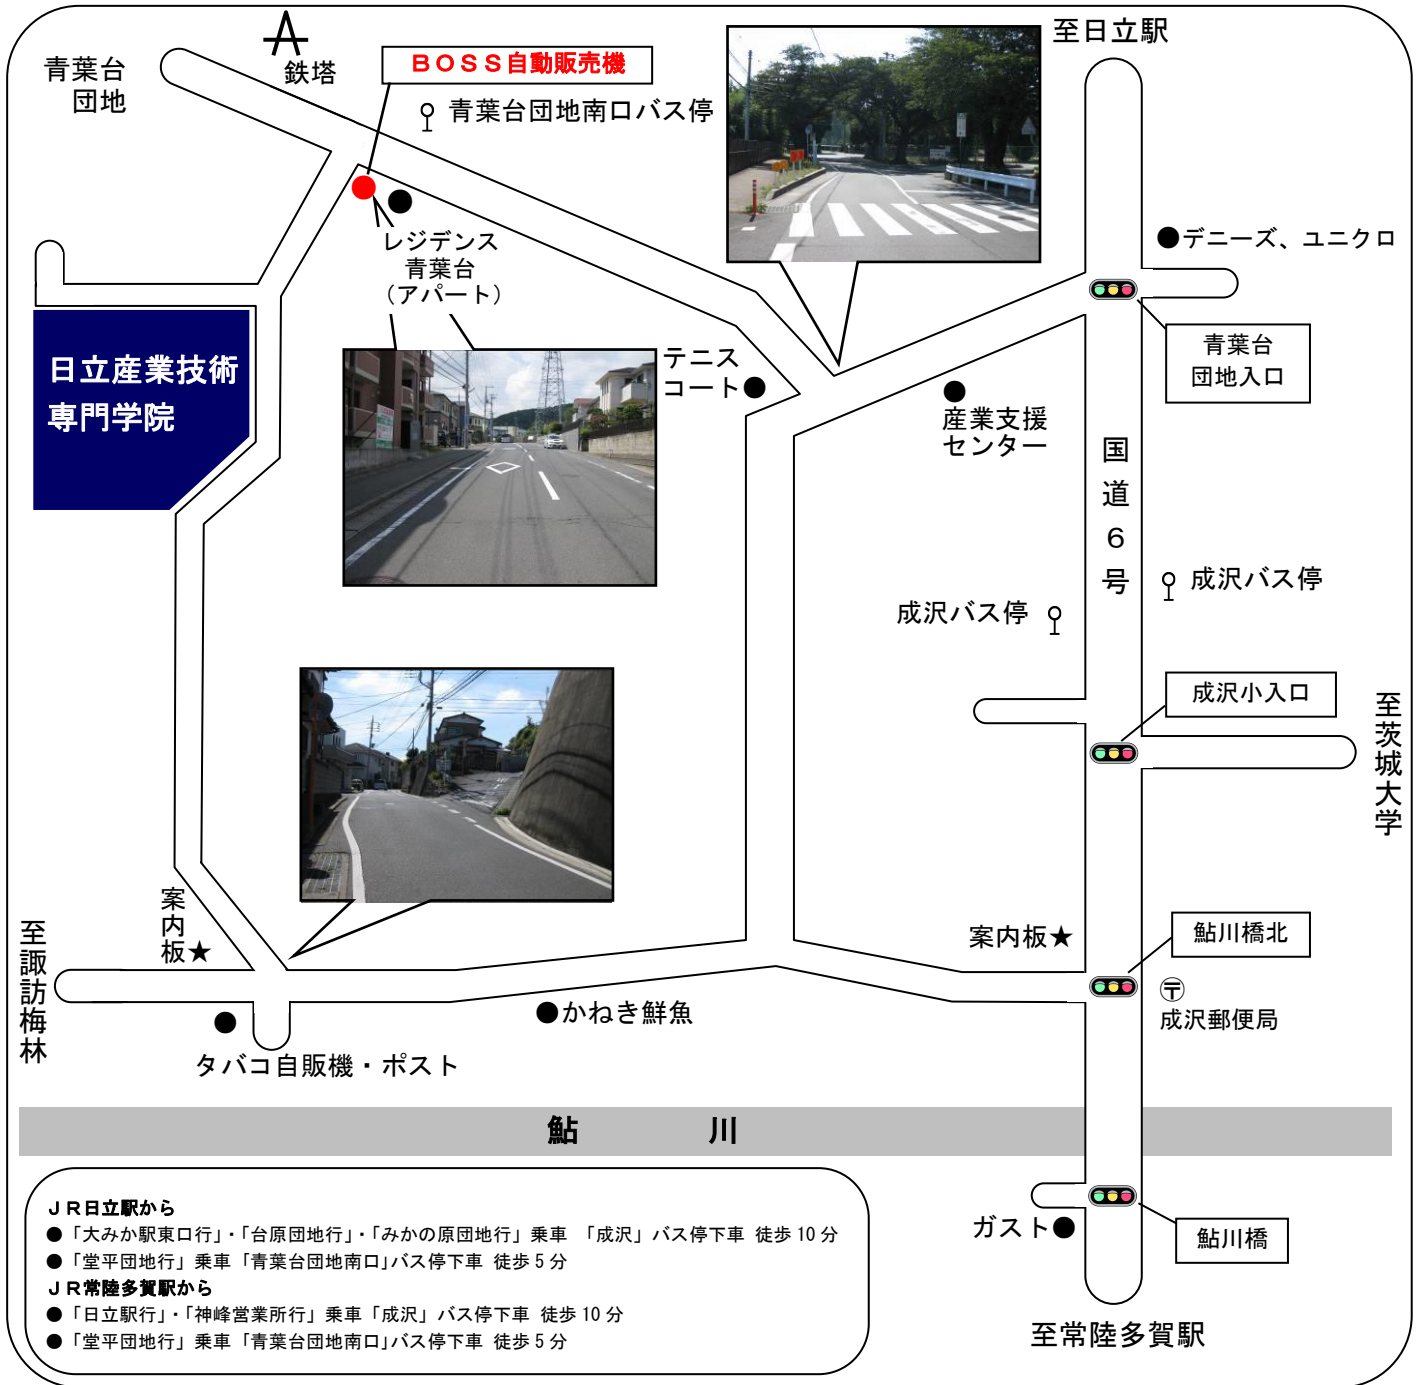 至日立駅
鉄塔
BOSS自動販売機
青葉台
団地
青葉台団地南口バス停
レジデンス
青葉台
（アパート）
デニーズ、ユニクロ
青葉台
団地入口
日立産業技術
専門学院
テニス
コート
産業支援
センター
国道6号
成沢バス停
成沢バス停
成沢小入口
至茨城大学
案内板★
至諏訪梅林
案内板★
鮎川橋北
〒
成沢郵便局
かねき鮮魚
タバコ自販機・ポスト
鮎　川
ガスト
鮎川橋
至常陸多賀駅
JR日立駅から
●「大みか駅東口行」・「台原団地行」・「みかの原団地行」乗車 「成沢」バス停下車 徒歩10分
●「堂平団地行」乗車「青葉台団地南口」バス停下車 徒歩5分
JR常陸多賀駅から
●「日立駅行」・「神峰営業所行」乗車「成沢」バス停下車 徒歩10分
●「堂平団地行」乗車「青葉台団地南口」バス停下車 徒歩5分